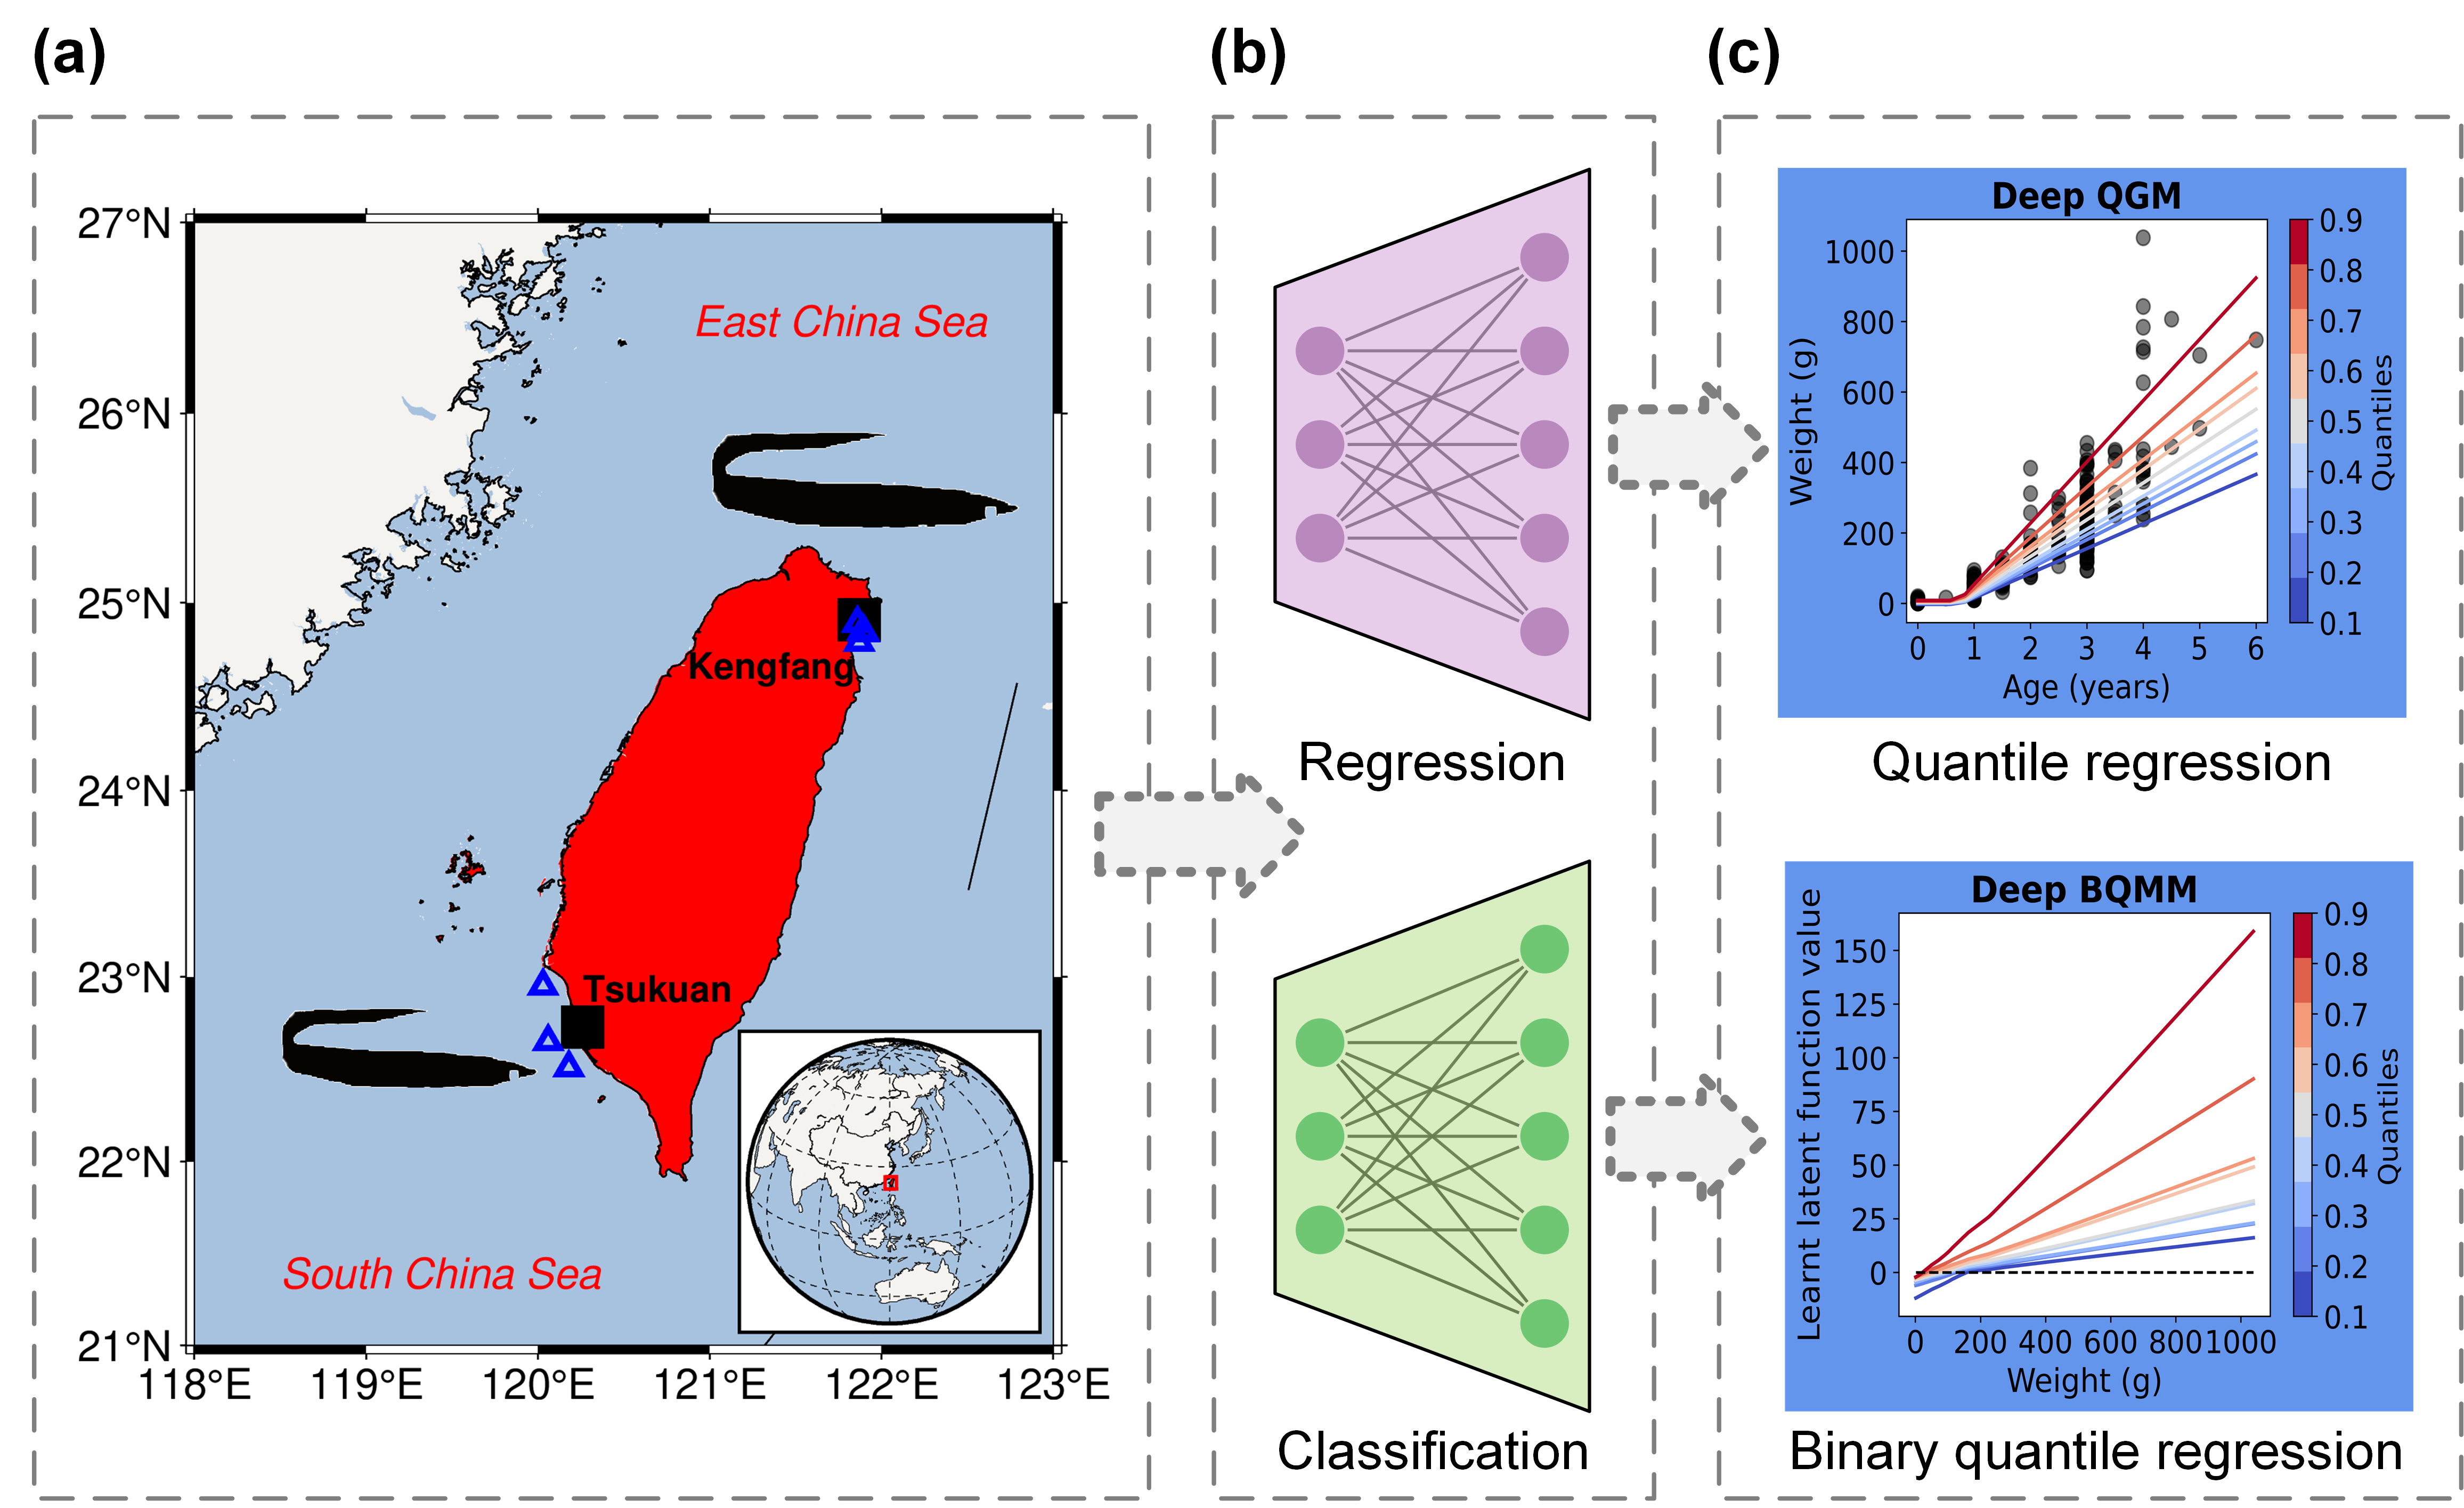 (a)
27°N
26°N
25°N
24°N
23°N
22°N
21°N
118°E
119°E
120°E
121°E
122°E
123°E
East China Sea
Kengfang
Tsukuan
South China Sea
(b)
Regression
Classification
(c)
Deep QGM
Weight (g)
1000
800
600
400
200
0
0 1 2 3 4 5 6
Age (years)
0.9
0.8
0.7
0.6
0.5
0.4
0.3
0.2
0.1
Quantiles
Quantile regression
Deep BQMM
Learnt latent function value
150
125
100
75
50
25
0
0 200 400 600 800 1000
Weight (g)
0.9
0.8
0.7
0.6
0.5
0.4
0.3
0.2
0.1
Quantiles
Binary quantile regression